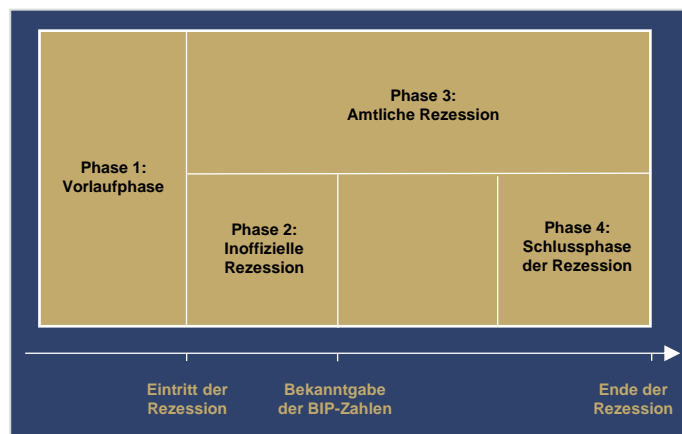 Phase 3:
Amtliche Rezession
Phase 1:
Vorlaufphase
Phase 2:
Inoffizielle
Rezession
Phase 4:
Schlussphase
der Rezession
Eintritt der
Rezession
Bekanntgabe
der BIP-Zahlen
Ende der
Rezession